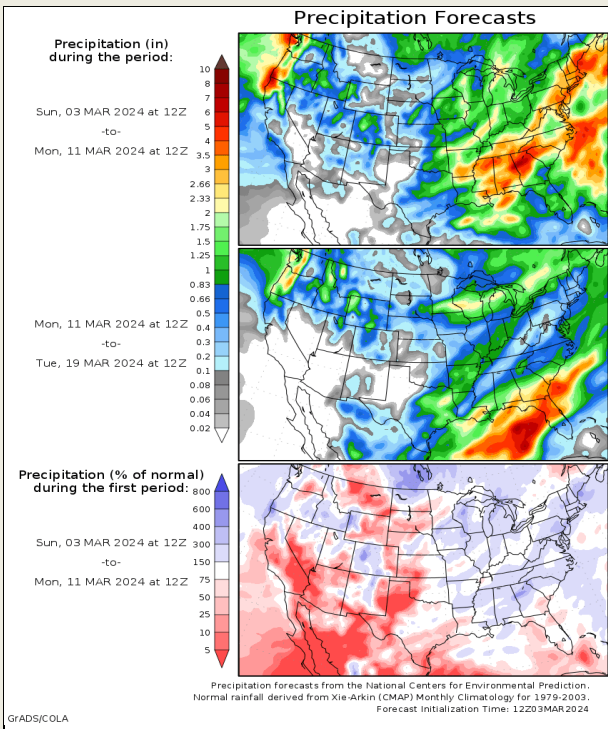 Precipitation Forecasts
Precipitation (in)
during the period:
Sun, 03 MAR 2024 at 12Z
-to-
Mon, 11 MAR 2024 at 12Z
10
8
7
6
5
4
3.5
3
2.66
2.33
2
1.75
1.5
1.25
1
0.83
0.66
0.5
0.4
0.3
0.2
0.1
0.08
0.06
0.04
0.02
Mon, 11 MAR 2024 at 12Z
-to-
Tue, 19 MAR 2024 at 12Z
Precipitation (% of normal)
during the first period:
Sun, 03 MAR 2024 at 12Z
-to-
Mon, 11 MAR 2024 at 12Z
800
600
400
300
150
75
50
25
10
5
Precipitation forecasts from the National Centers for Environmental Prediction.
Normal rainfall derived from Xie-Arkin (CMAP) Monthly Climatology for 1979-2003.
Forecast Initialization Time: 12Z03MAR2024
GrADS/COLA